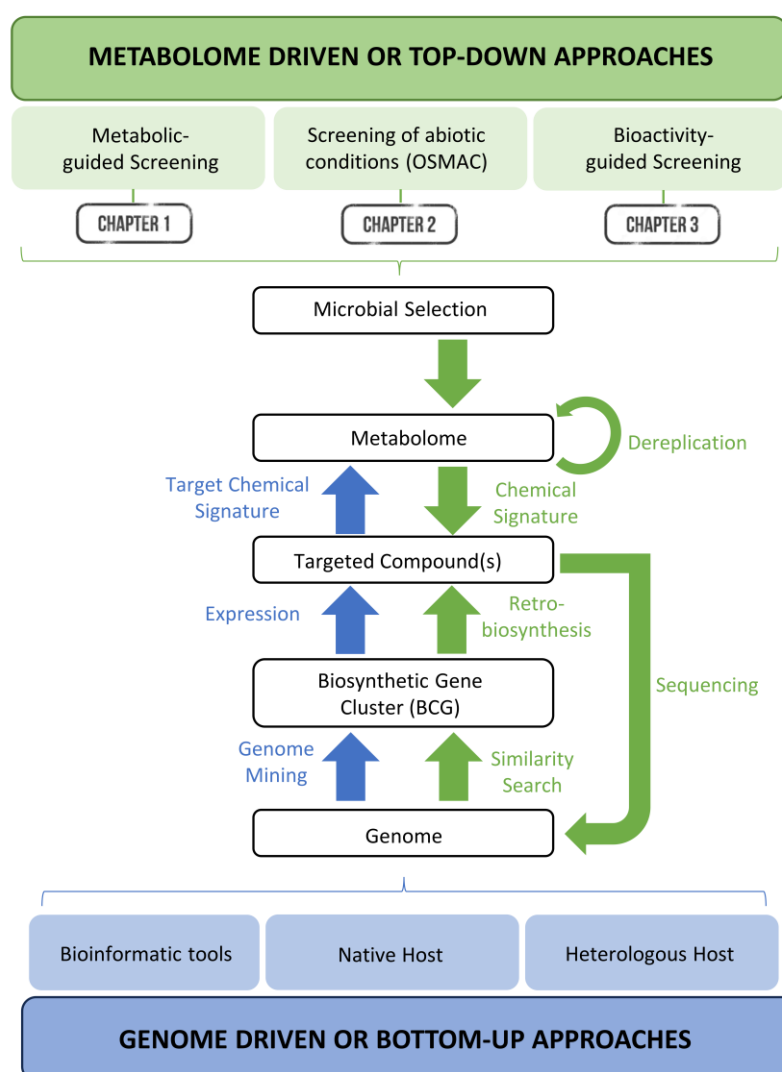 METABOLOME DRIVEN OR TOP-DOWN APPROACHES
Metabolic-
guided Screening
Screening of abiotic
conditions (OSMAC)
Bioactivity-
guided Screening
CHAPTER 1
CHAPTER 2
CHAPTER 3
Microbial Selection
Metabolome
Dereplication
Target Chemical
Signature
Chemical
Signature
Targeted Compound(s)
Expression
Retro-
biosynthesis
Biosynthetic Gene
Cluster (BCG)
Sequencing
Genome
Mining
Similarity
Search
Genome
Bioinformatic tools
Native Host
Heterologous Host
GENOME DRIVEN OR BOTTOM-UP APPROACHES